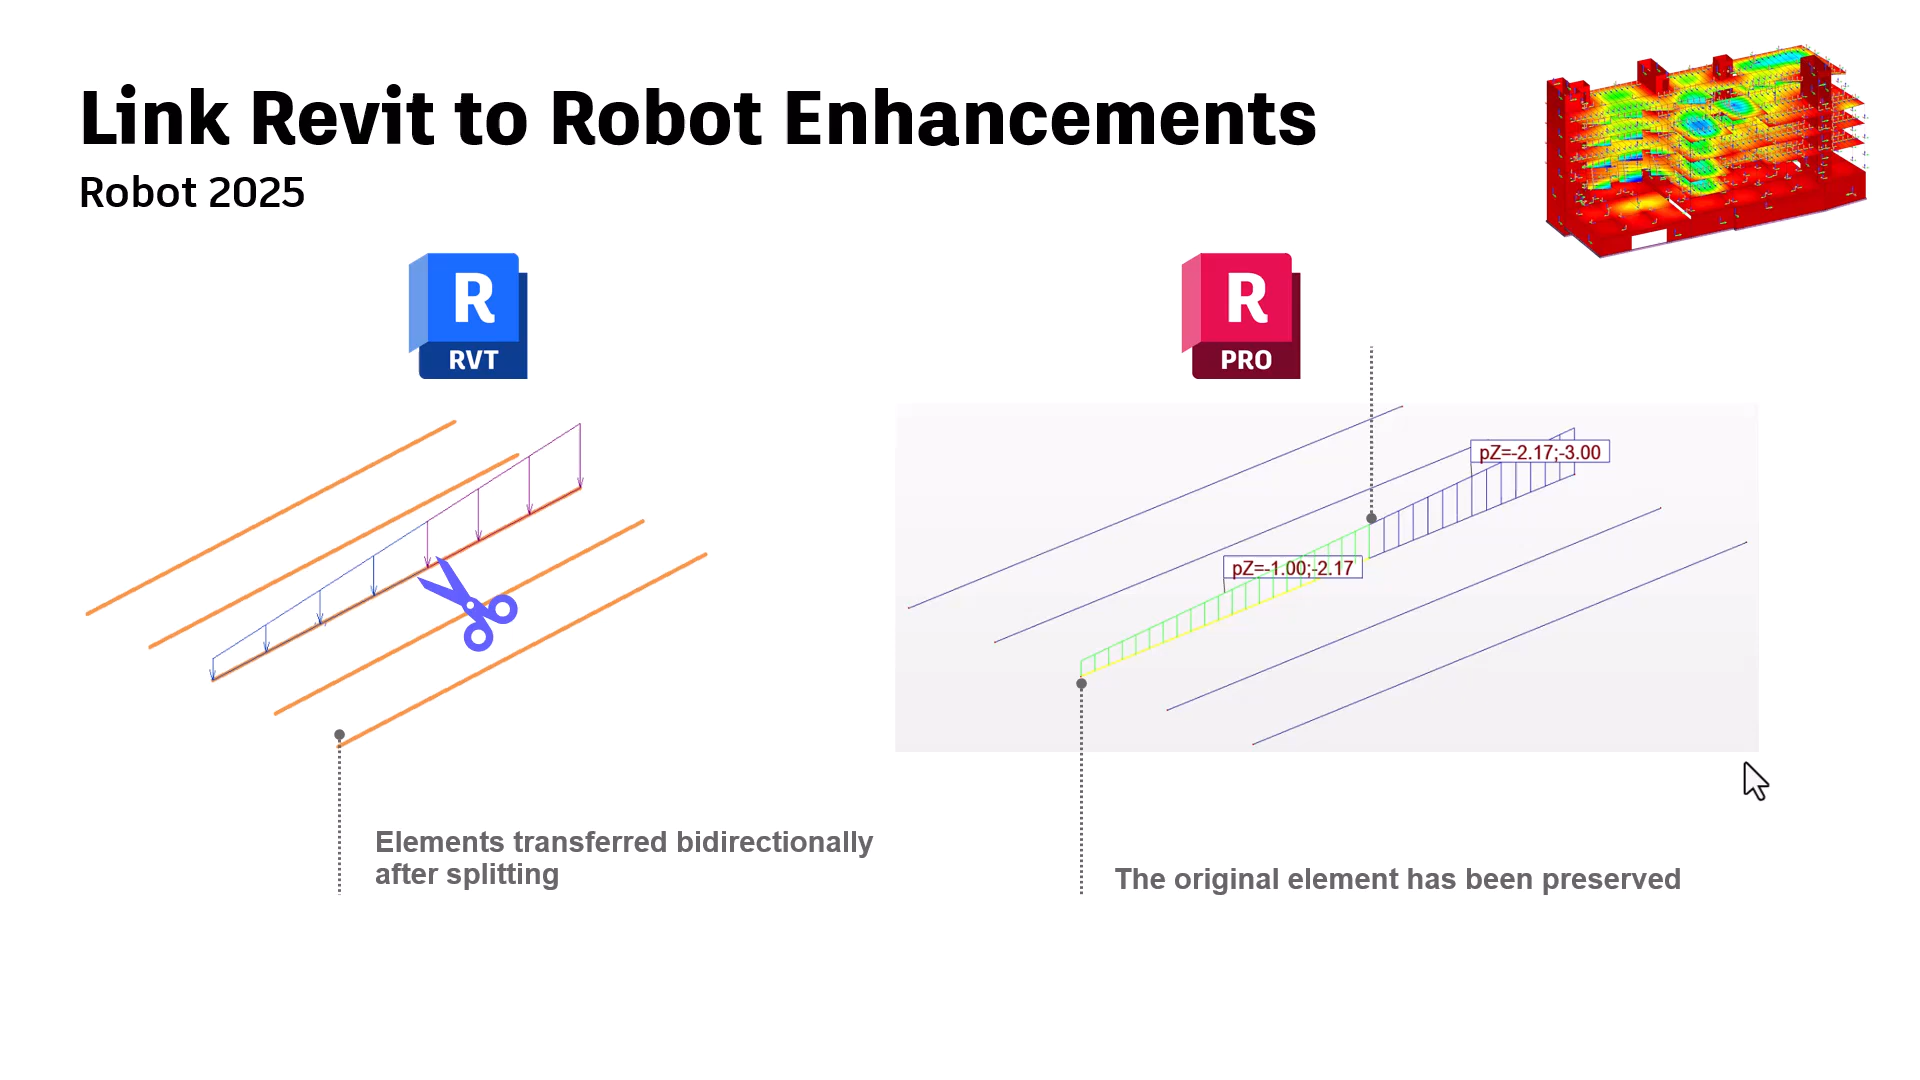 Link Revit to Robot Enhancements
Robot 2025
R
RVT
R
PRO
pZ=-2.17;-3.00
pZ=-1.00;-2.17
Elements transferred bidirectionally
after splitting
The original element has been preserved